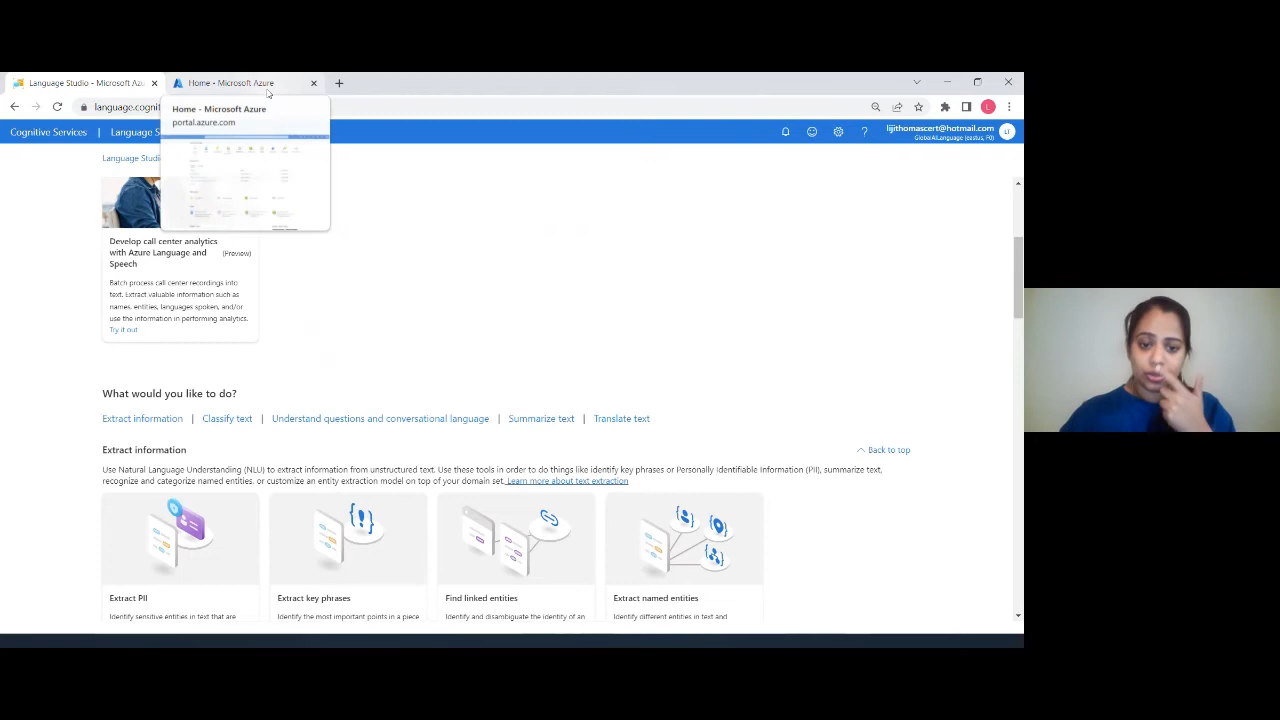 Language Studio - Microsoft Azu
Home - Microsoft Azure
language.cognit
Home - Microsoft Azure
portal.azure.com
Cognitive Services | Language S
lijithomascert@hotmail.com
GlobalAILanguage (eastus, F0)
LT
L
Language Studi
Develop call center analytics
with Azure Language and
Speech
(Preview)
Batch process call center recordings into
text. Extract valuable information such as
names, entities, languages spoken, and/or
use the information in performing analytics.
Try it out
What would you like to do?
Extract information | Classify text | Understand questions and conversational language | Summarize text | Translate text
Extract information
Back to top
Use Natural Language Understanding (NLU) to extract information from unstructured text. Use these tools in order to do things like identify key phrases or Personally Identifiable Information (PII), summarize text,
recognize and categorize named entities, or customize an entity extraction model on top of your domain set. Learn more about text extraction
Extract PII
Identify sensitive entities in text that are
Extract key phrases
Identify the most important points in a piece
Find linked entities
Identify and disambiguate the identity of an
Extract named entities
Identify different entities in text and